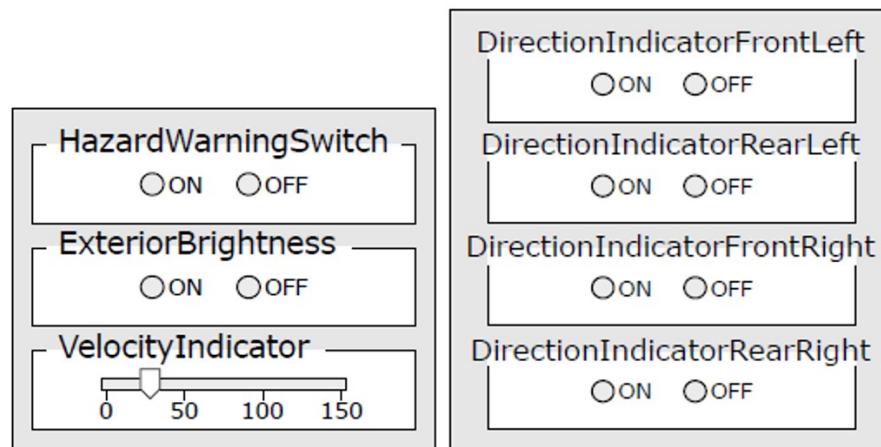 HazardWarningSwitch
ON OFF
ExteriorBrightness
ON OFF
VelocityIndicator
0 50 100 150
DirectionIndicatorFrontLeft
ON OFF
DirectionIndicatorRearLeft
ON OFF
DirectionIndicatorFrontRight
ON OFF
DirectionIndicatorRearRight
ON OFF